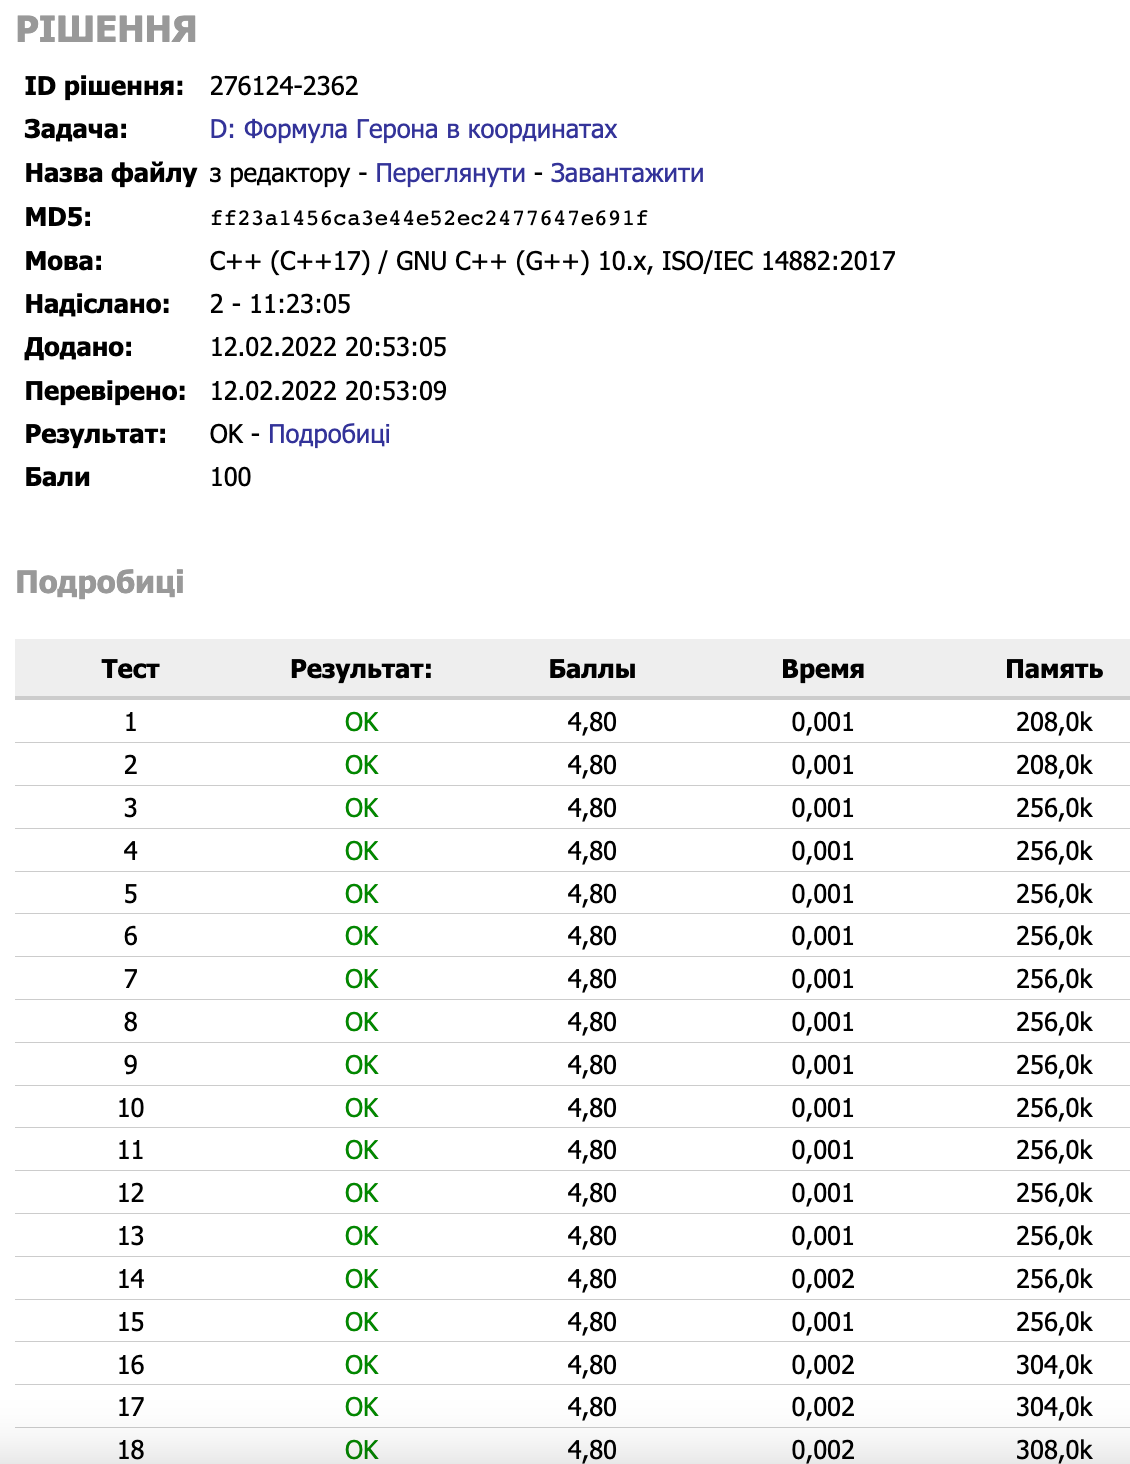 РІШЕННЯ
ID рішення: 276124-2362
Задача: D: Формула Герона в координатах
Назва файлу з редактору - Переглянути - Завантажити
MD5: ff23a1456ca3e44e52ec2477647e691f
Мова: C++ (C++17) / GNU C++ (G++) 10.x, ISO/IEC 14882:2017
Надіслано: 2 - 11:23:05
Додано: 12.02.2022 20:53:05
Перевірено: 12.02.2022 20:53:09
Результат: OK - Подробиці
Бали 100
Подробиці
Тест Результат: Баллы Время Память
1 OK 4,80 0,001 208,0k
2 OK 4,80 0,001 208,0k
3 OK 4,80 0,001 256,0k
4 OK 4,80 0,001 256,0k
5 OK 4,80 0,001 256,0k
6 OK 4,80 0,001 256,0k
7 OK 4,80 0,001 256,0k
8 OK 4,80 0,001 256,0k
9 OK 4,80 0,001 256,0k
10 OK 4,80 0,001 256,0k
11 OK 4,80 0,001 256,0k
12 OK 4,80 0,001 256,0k
13 OK 4,80 0,001 256,0k
14 OK 4,80 0,002 256,0k
15 OK 4,80 0,001 256,0k
16 OK 4,80 0,002 304,0k
17 OK 4,80 0,002 304,0k
18 OK 4,80 0,002 308,0k